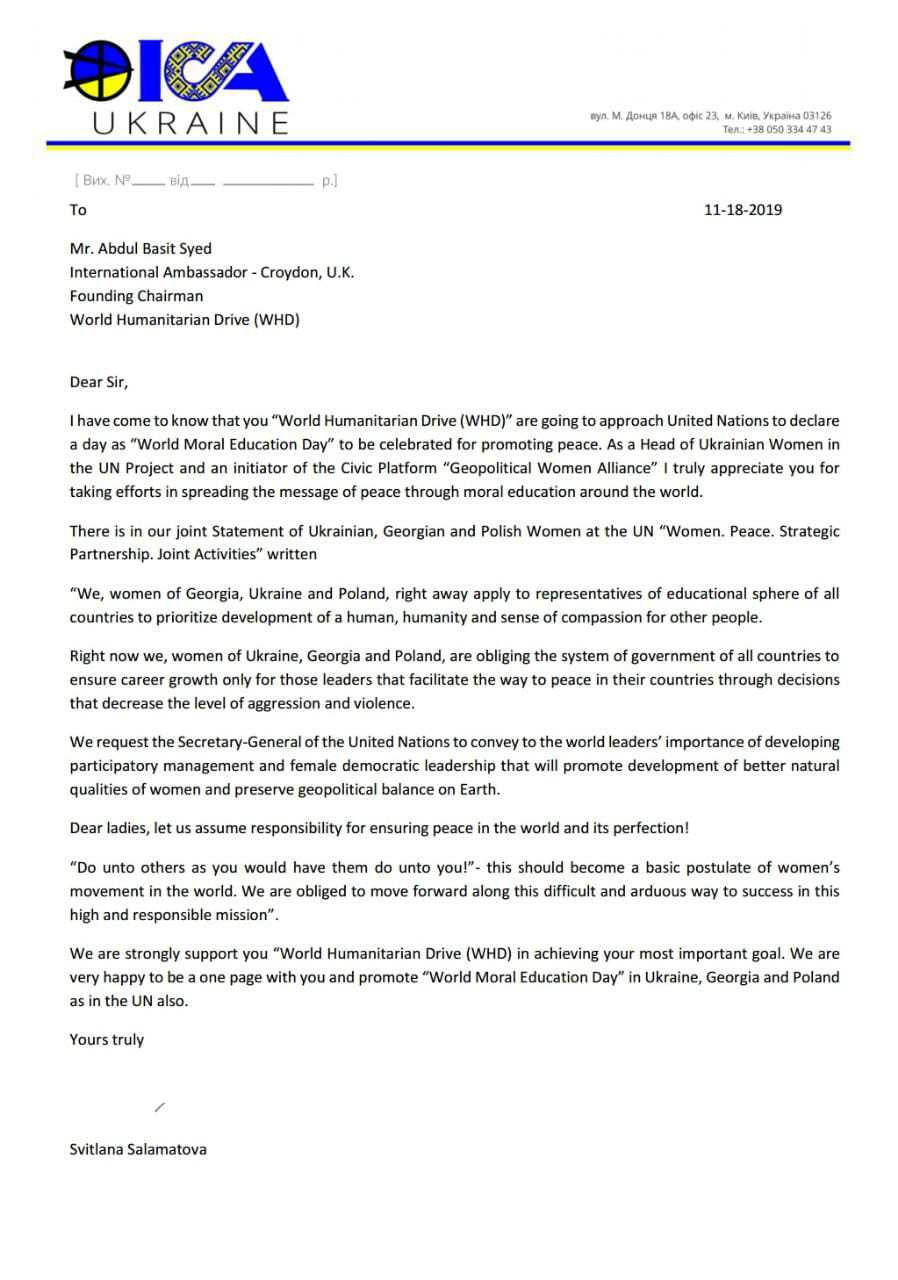 ICA
UKRAINE
вул. М. Донця 18А, офіс 23, м. Київ, Україна 03126
Тел.: +38 050 334 47 43
[ Вих. №____ від___ ___________ р.]
To 11-18-2019
Mr. Abdul Basit Syed
International Ambassador - Croydon, U.K.
Founding Chairman
World Humanitarian Drive (WHD)
Dear Sir,
I have come to know that you “World Humanitarian Drive (WHD)” are going to approach United Nations to declare
a day as “World Moral Education Day” to be celebrated for promoting peace. As a Head of Ukrainian Women in
the UN Project and an initiator of the Civic Platform “Geopolitical Women Alliance” I truly appreciate you for
taking efforts in spreading the message of peace through moral education around the world.
There is in our joint Statement of Ukrainian, Georgian and Polish Women at the UN “Women. Peace. Strategic
Partnership. Joint Activities” written
“We, women of Georgia, Ukraine and Poland, right away apply to representatives of educational sphere of all
countries to prioritize development of a human, humanity and sense of compassion for other people.
Right now we, women of Ukraine, Georgia and Poland, are obliging the system of government of all countries to
ensure career growth only for those leaders that facilitate the way to peace in their countries through decisions
that decrease the level of aggression and violence.
We request the Secretary-General of the United Nations to convey to the world leaders’ importance of developing
participatory management and female democratic leadership that will promote development of better natural
qualities of women and preserve geopolitical balance on Earth.
Dear ladies, let us assume responsibility for ensuring peace in the world and its perfection!
“Do unto others as you would have them do unto you!”- this should become a basic postulate of women’s
movement in the world. We are obliged to move forward along this difficult and arduous way to success in this
high and responsible mission”.
We are strongly support you “World Humanitarian Drive (WHD) in achieving your most important goal. We are
very happy to be a one page with you and promote “World Moral Education Day” in Ukraine, Georgia and Poland
as in the UN also.
Yours truly
Svitlana Salamatova